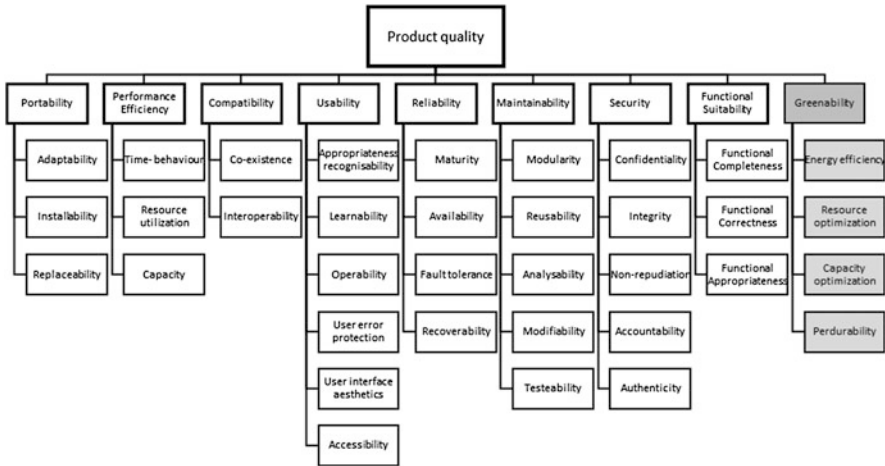 Product quality
Portability
Performance
Efficiency
Compatibility
Usability
Reliability
Maintainability
Security
Functional
Suitability
Greenability
Adaptability
Installability
Replaceability
Time- behaviour
Resource
utilization
Capacity
Co-existence
Interoperability
Appropriateness
recognisability
Learnability
Operability
User error
protection
User interface
aesthetics
Accessibility
Maturity
Availability
Fault tolerance
Recoverability
Modularity
Reusability
Analysability
Modifiability
Testeability
Confidentiality
Integrity
Non-repudiation
Accountability
Authenticity
Functional
Completeness
Functional
Correctness
Functional
Appropriateness
Energy efficiency
Resource
optimization
Capacity
optimization
Perdurability